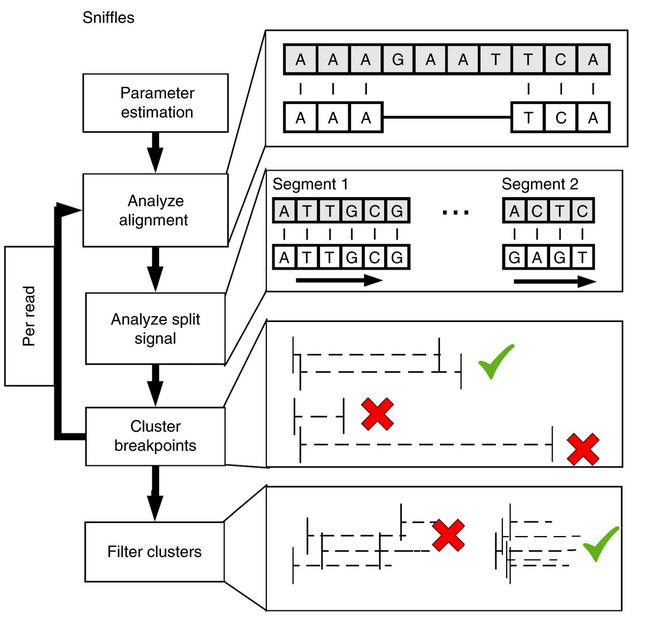 Sniffles
Parameter
estimation
A A A G A A T T C A
A A A T C A
Analyze
alignment
Segment 1 Segment 2
A T T G C G ... A C T C
A T T G C G G A G T
Per read
Analyze split
signal
Cluster
breakpoints
Filter clusters